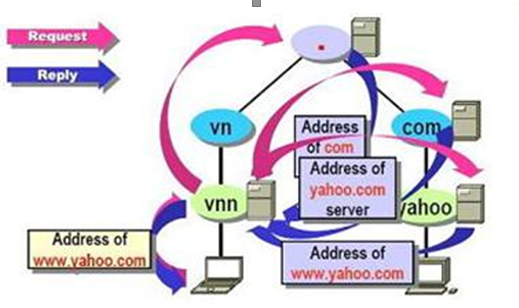 Request
Reply
.
vn
com
Address
of com
Address of
yahoo.com
server
vnn
yahoo
Address of
www.yahoo.com
Address of
www.yahoo.com